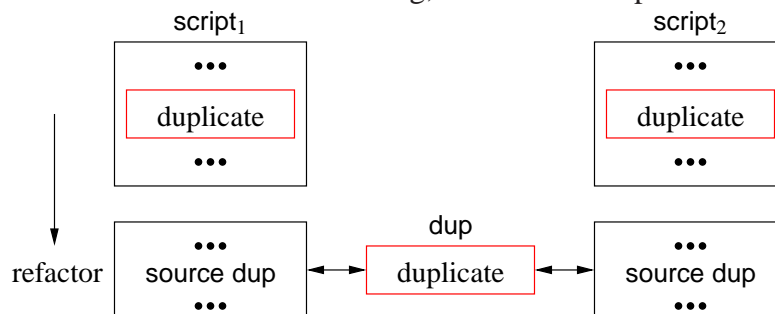 script1 script2
••• •••
duplicate duplicate
••• •••
dup
••• •••
refactor source dup duplicate source dup
••• •••